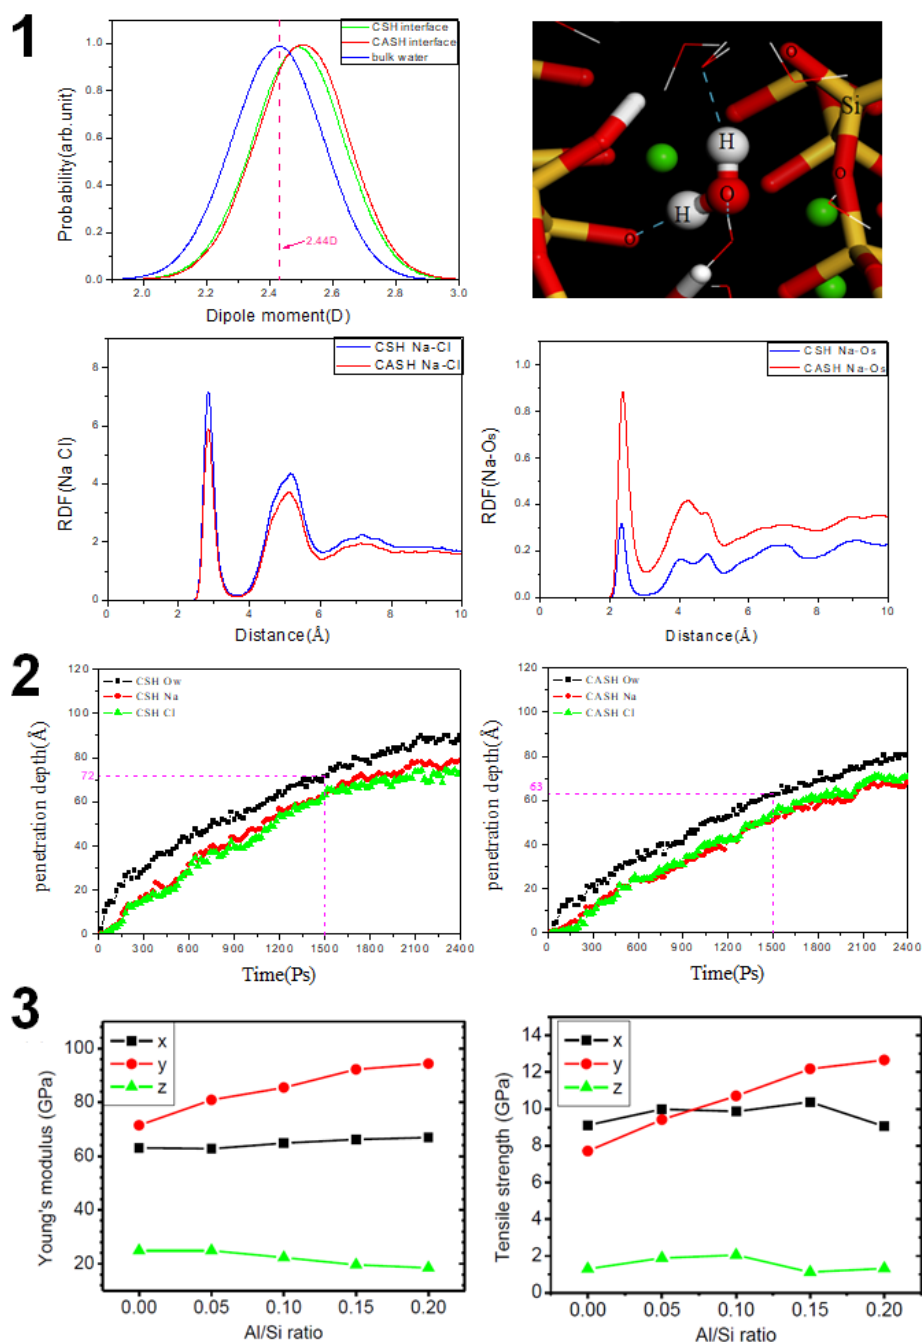 1
CSH interface
CASH interface
bulk water
Probability(arb.unit)
1.0
0.8
0.6
0.4
0.2
0.0
2.44D
2.0 2.2 2.4 2.6 2.8 3.0
Dipole moment(D)
O
O
Si
H
O
O
H
O
O
CSH Na-Cl
CASH Na-Cl
RDF(Na Cl)
8
6
4
2
0
0 2 4 6 8 10
Distance(Å)
CSH Na-Os
CASH Na-Os
RDF(Na-Os)
1.0
0.8
0.6
0.4
0.2
0.0
0 2 4 6 8 10
Distance(Å)
2
CSH Ow
CSH Na
CSH Cl
penetration depth(Å)
120
100
80
72
60
40
20
0
0 300 600 900 1200 1500 1800 2100 2400
Time(Ps)
CASH Ow
CASH Na
CASH Cl
penetration depth(Å)
120
100
80
63
60
40
20
0
300 600 900 1200 1500 1800 2100 2400
Time(Ps)
3
x
y
z
Young's modulus (GPa)
100
80
60
40
20
0.00 0.05 0.10 0.15 0.20
Al/Si ratio
x
y
z
Tensile strength (GPa)
14
12
10
8
6
4
2
0
0.00 0.05 0.10 0.15 0.20
Al/Si ratio